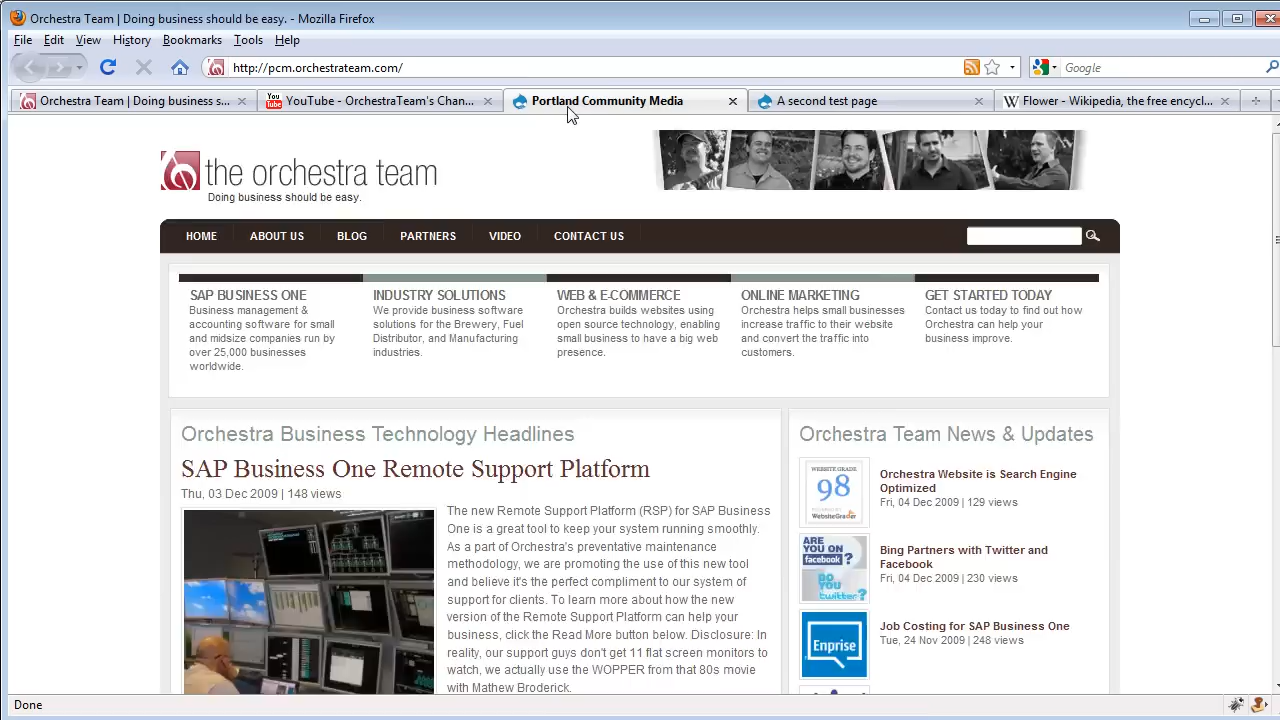 Orchestra Team | Doing business should be easy. - Mozilla Firefox
File Edit View History Bookmarks Tools Help
http://pcm.orchestrateam.com/
Google
Orchestra Team | Doing business s...
YouTube - OrchestraTeam's Chan...
Portland Community Media
A second test page
Flower - Wikipedia, the free encycl...
the orchestra team
Doing business should be easy.
HOME ABOUT US BLOG PARTNERS VIDEO CONTACT US
SAP BUSINESS ONE
Business management &
accounting software for small
and midsize companies run by
over 25,000 businesses
worldwide.
INDUSTRY SOLUTIONS
We provide business software
solutions for the Brewery, Fuel
Distributor, and Manufacturing
industries.
WEB & E-COMMERCE
Orchestra builds websites using
open source technology, enabling
small business to have a big web
presence.
ONLINE MARKETING
Orchestra helps small businesses
increase traffic to their website
and convert the traffic into
customers.
GET STARTED TODAY
Contact us today to find out how
Orchestra can help your
business improve.
Orchestra Business Technology Headlines
SAP Business One Remote Support Platform
Thu, 03 Dec 2009 | 148 views
The new Remote Support Platform (RSP) for SAP Business
One is a great tool to keep your system running smoothly.
As a part of Orchestra's preventative maintenance
methodology, we are promoting the use of this new tool
and believe it's the perfect compliment to our system of
support for clients. To learn more about how the new
version of the Remote Support Platform can help your
business, click the Read More button below. Disclosure: In
reality, our support guys don't get 11 flat screen monitors to
watch, we actually use the WOPPER from that 80s movie
with Mathew Broderick.
Orchestra Team News & Updates
WEBSITE GRADE
98
WebsiteGrader
Orchestra Website is Search Engine
Optimized
Fri, 04 Dec 2009 | 129 views
ARE YOU ON
facebook?
DO YOU
twitter?
Bing Partners with Twitter and
Facebook
Fri, 04 Dec 2009 | 230 views
Enprise
Job Costing for SAP Business One
Tue, 24 Nov 2009 | 248 views
Done